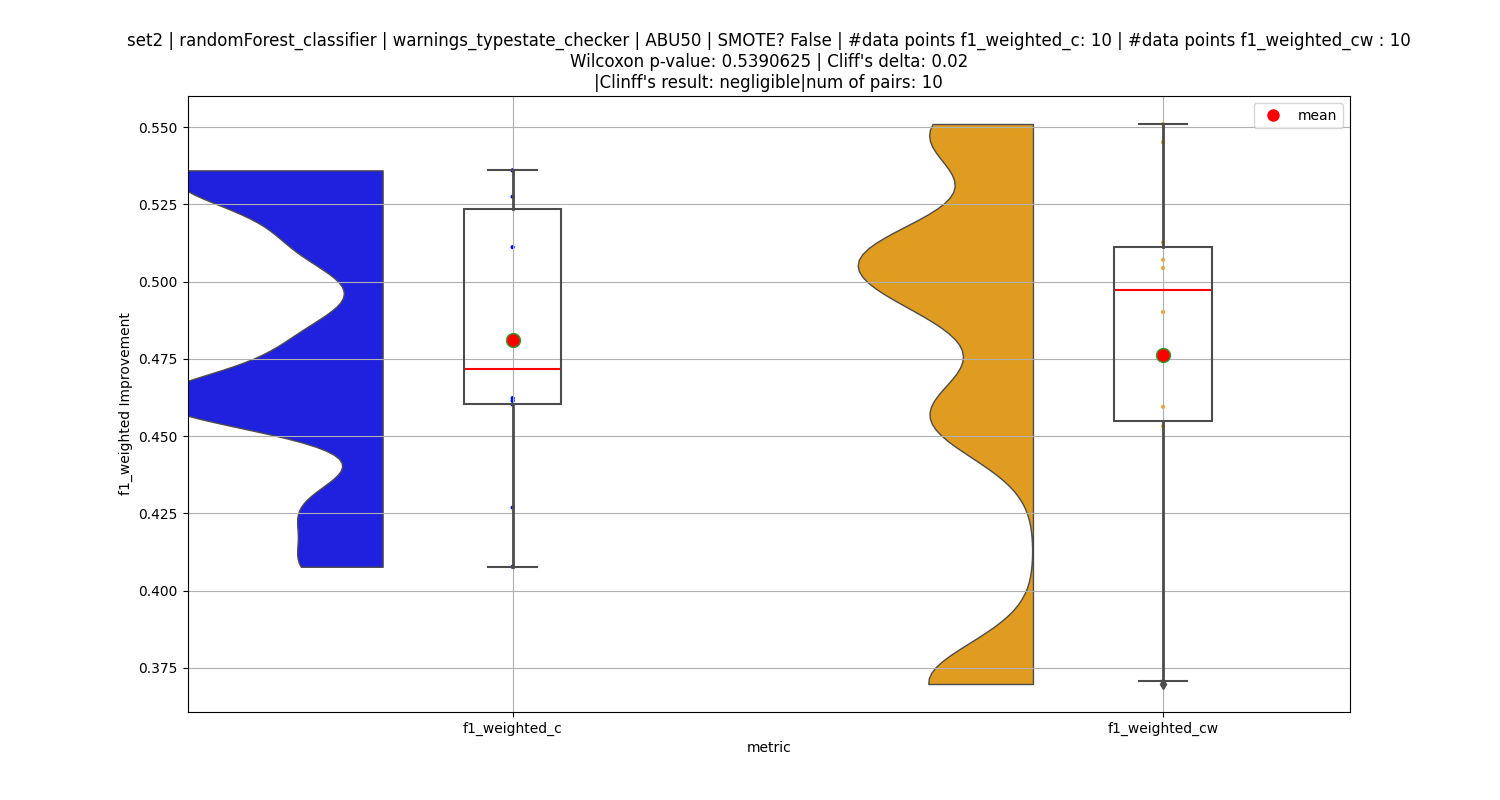 set2 | randomForest_classifier | warnings_typestate_checker | ABU50 | SMOTE? False | #data points f1_weighted_c: 10 | #data points f1_weighted_cw : 10
Wilcoxon p-value: 0.5390625 | Cliff's delta: 0.02
|Clinff's result: negligible|num of pairs: 10
mean
0.550
0.525
0.500
0.475
0.450
0.425
0.400
0.375
f1_weighted Improvement
f1_weighted_c
f1_weighted_cw
metric